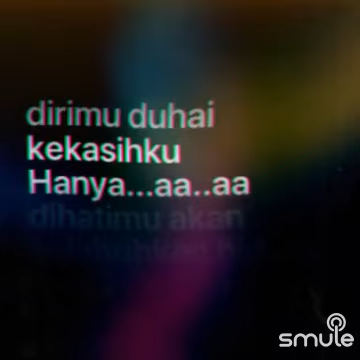 dirimu duhai
kekasihku
Hanya...aa..aa
dihatimu akan
smule